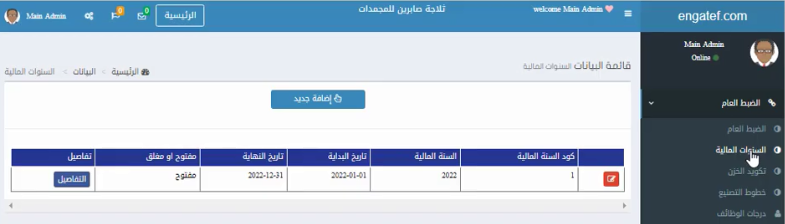 engatef.com
welcome Main Admin
ثلاجة صابرين للمجمدات
الرئيسية
0
0
Main Admin
Main Admin
Online
الضبط العام
الضبط العام
السنوات المالية
تكويد الخزن
خطوط التصنيع
درجات الوظائف
قائمة البيانات السنوات المالية
الرئيسية > البيانات > السنوات المالية
إضافة جديد
كود السنة المالية السنة المالية تاريخ البداية تاريخ النهاية مفتوح او مغلق تفاصيل
1 2022 2022-01-01 2022-12-31 مفتوح التفاصيل